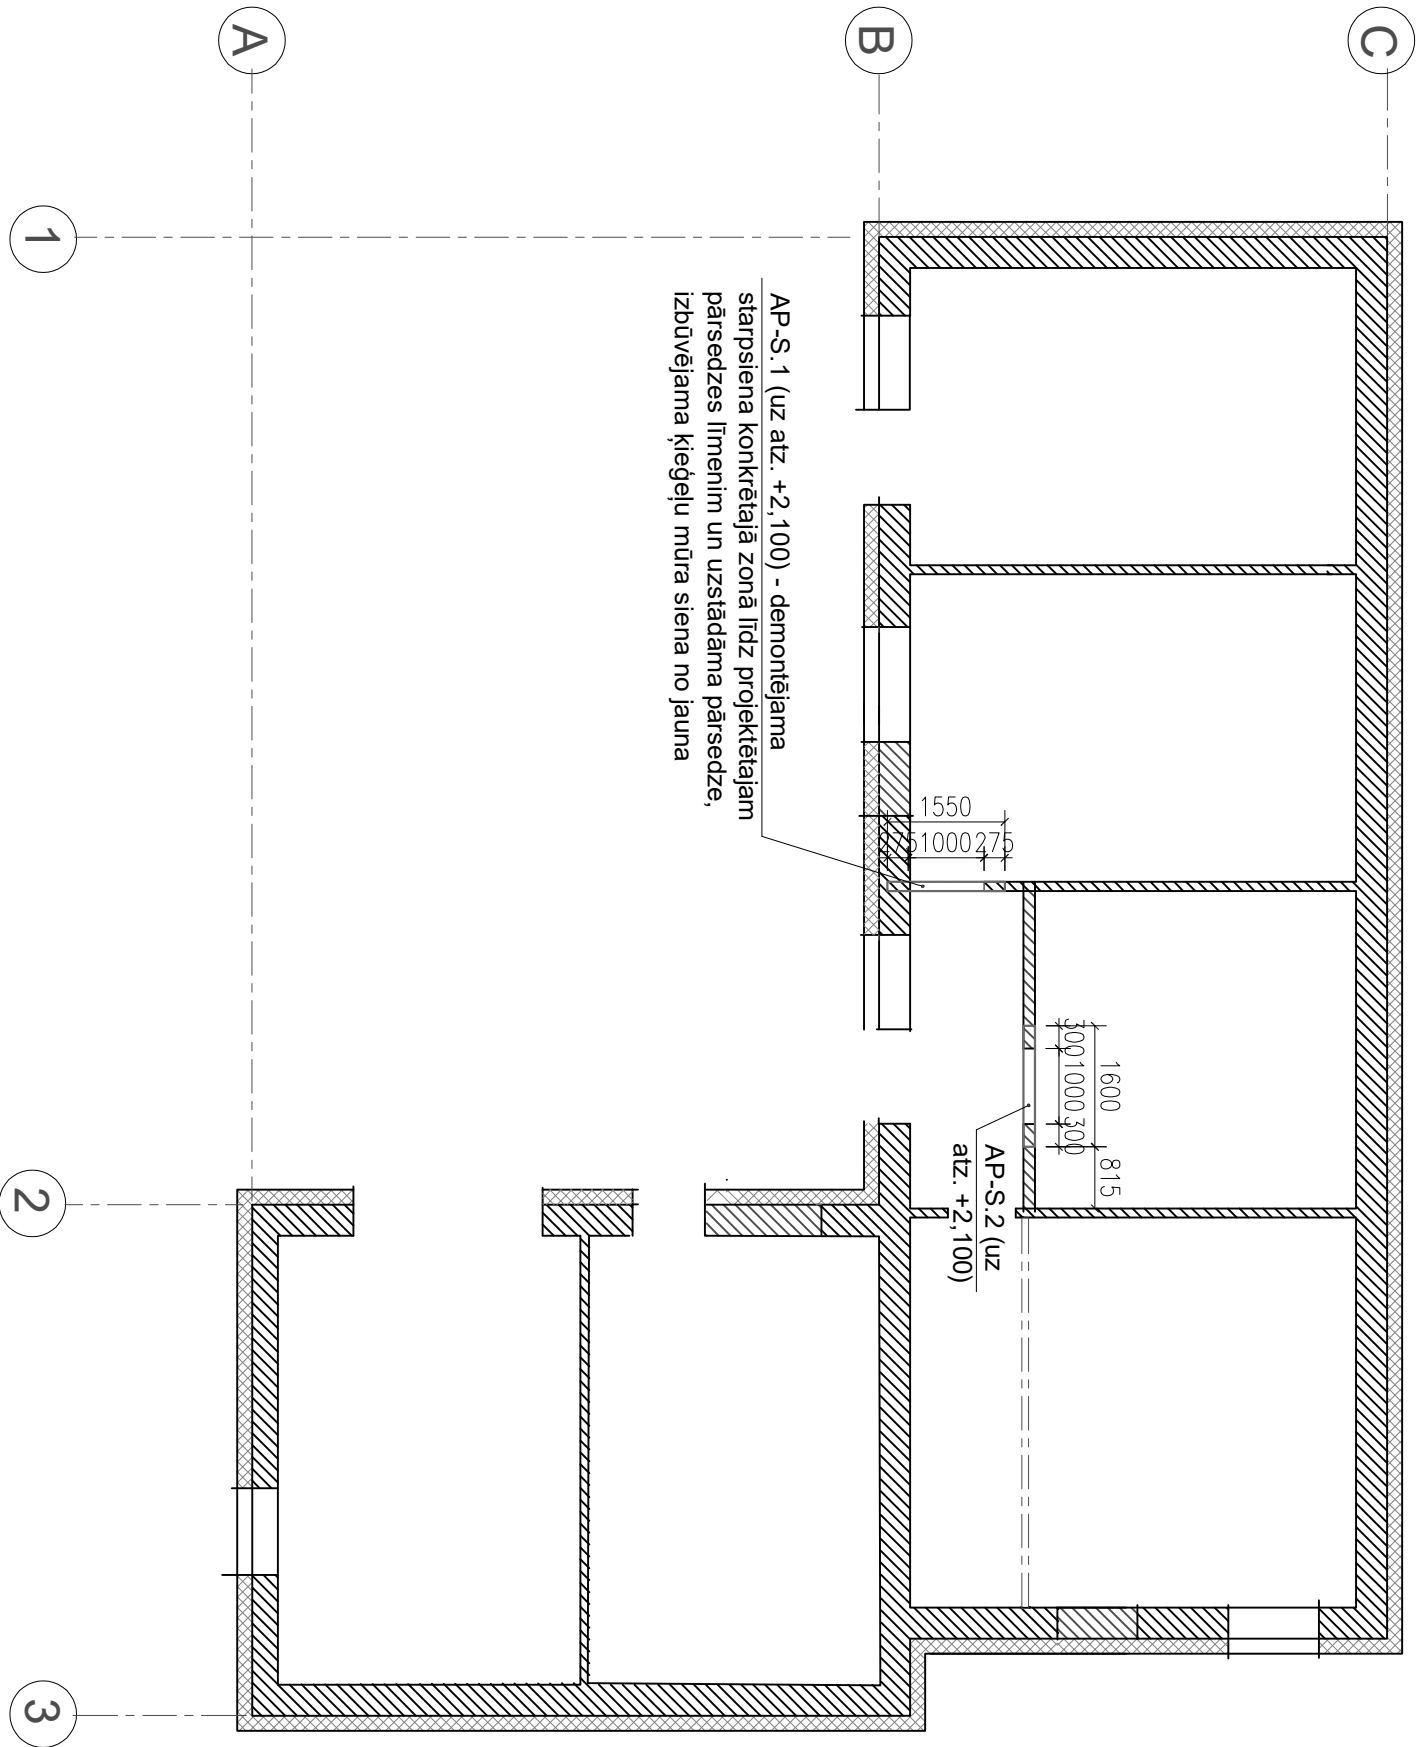 A
B
C
1
2
3
AP-S.1 (uz atz. +2,100) - demontējama
starpsiena konkrētajā zonā līdz projektētajam
pārsedzes līmenim un uzstādāma pārsedze,
izbūvējama ķieģeļu mūra siena no jauna
1550
275 1000 275
1600 815
300 1000 300
AP-S.2 (uz
atz. +2,100)